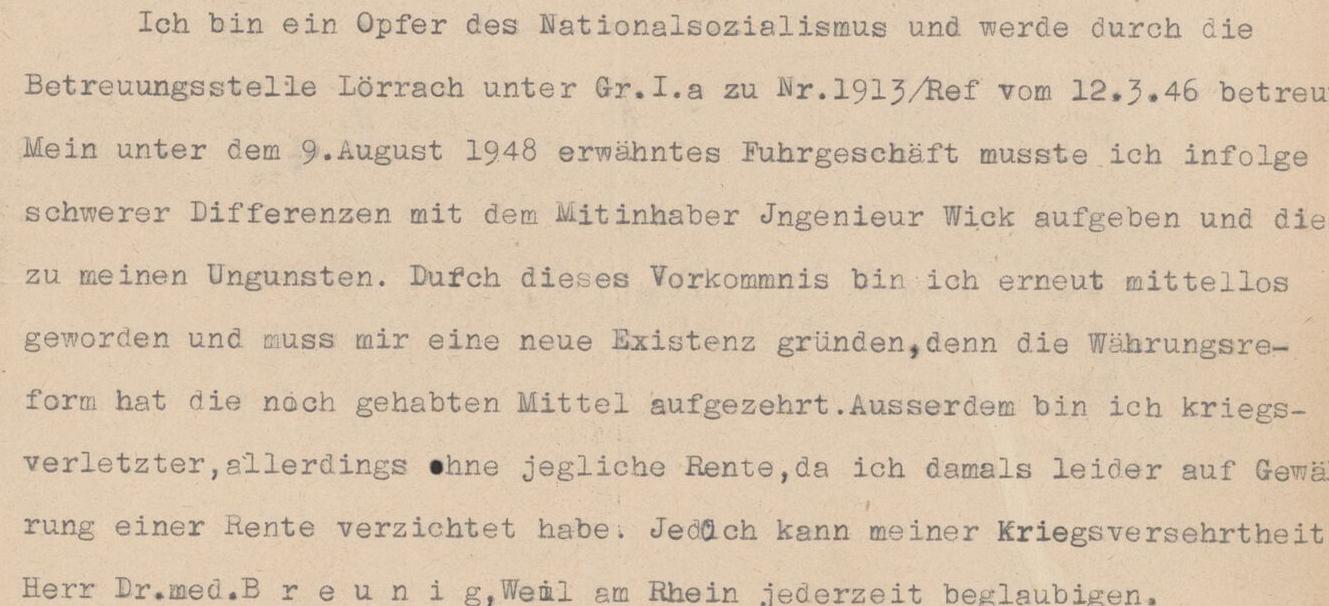 Ich bin ein Opfer des Nationalsozialismus und werde durch die
Betreuungsstelle Lörrach unter Gr.I.a zu Nr.1913/Ref vom 12.3.46 betreu
Mein unter dem 9.August 1948 erwähntes Fuhrgeschäft musste ich infolge
schwerer Differenzen mit dem Mitinhaber Jngenieur Wick aufgeben und die
zu meinen Ungunsten. Durch dieses Vorkommnis bin ich erneut mittellos
geworden und muss mir eine neue Existenz gründen,denn die Währungsre-
form hat die noch gehabten Mittel aufgezehrt.Ausserdem bin ich kriegs-
verletzter,allerdings ohne jegliche Rente,da ich damals leider auf Gewä
rung einer Rente verzichtet habe. Jedoch kann meiner Kriegsversehrtheit
Herr Dr.med.B r e u n i g,Weil am Rhein jederzeit beglaubigen.